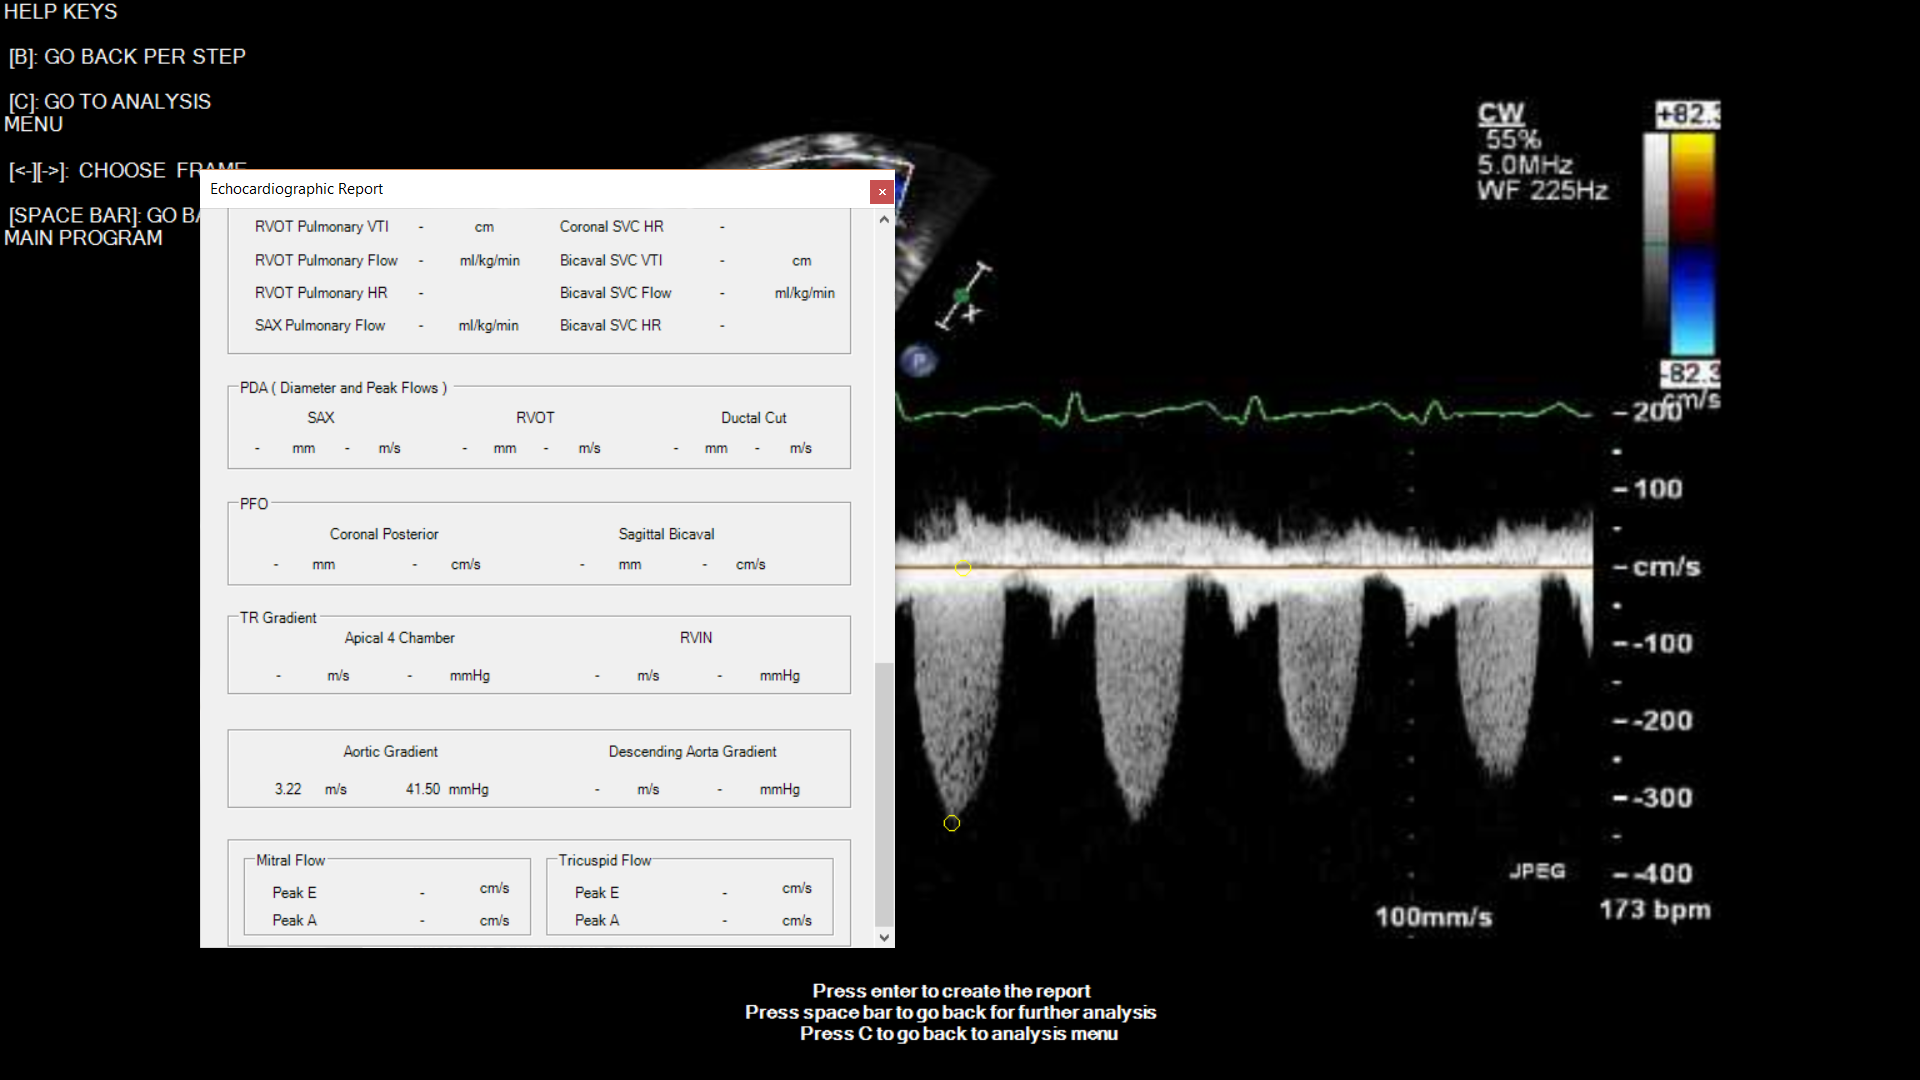 HELP KEYS
[B]: GO BACK PER STEP
[C]: GO TO ANALYSIS
MENU
[<-][->]: CHOOSE FRAME
[SPACE BAR]: GO BA
MAIN PROGRAM
Echocardiographic Report
RVOT Pulmonary VTI - cm Coronal SVC HR -
RVOT Pulmonary Flow - ml/kg/min Bicaval SVC VTI - cm
RVOT Pulmonary HR - Bicaval SVC Flow - ml/kg/min
SAX Pulmonary Flow - ml/kg/min Bicaval SVC HR -
PDA ( Diameter and Peak Flows )
SAX RVOT Ductal Cut
- mm - m/s - mm - m/s - mm - m/s
PFO
Coronal Posterior Sagittal Bicaval
- mm - cm/s - mm - cm/s
TR Gradient
Apical 4 Chamber RVIN
- m/s - mmHg - m/s - mmHg
Aortic Gradient Descending Aorta Gradient
3.22 m/s 41.50 mmHg - m/s - mmHg
Mitral Flow Tricuspid Flow
Peak E - cm/s Peak E - cm/s
Peak A - cm/s Peak A - cm/s
CW
55%
5.0MHz
WF 225Hz
+82.3
-82.3
cm/s
x
P
-200
-100
-cm/s
--100
--200
--300
--400
JPEG
100mm/s
173 bpm
Press enter to create the report
Press space bar to go back for further analysis
Press C to go back to analysis menu